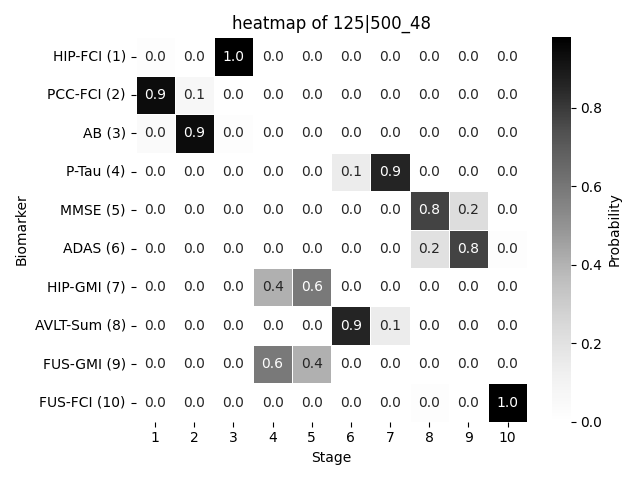 heatmap of 125|500_48
HIP-FCI (1) 0.0 0.0 1.0 0.0 0.0 0.0 0.0 0.0 0.0 0.0
PCC-FCI (2) 0.9 0.1 0.0 0.0 0.0 0.0 0.0 0.0 0.0 0.0
AB (3) 0.0 0.9 0.0 0.0 0.0 0.0 0.0 0.0 0.0 0.0
P-Tau (4) 0.0 0.0 0.0 0.0 0.0 0.1 0.9 0.0 0.0 0.0
MMSE (5) 0.0 0.0 0.0 0.0 0.0 0.0 0.0 0.8 0.2 0.0
ADAS (6) 0.0 0.0 0.0 0.0 0.0 0.0 0.0 0.2 0.8 0.0
HIP-GMI (7) 0.0 0.0 0.0 0.4 0.6 0.0 0.0 0.0 0.0 0.0
AVLT-Sum (8) 0.0 0.0 0.0 0.0 0.0 0.9 0.1 0.0 0.0 0.0
FUS-GMI (9) 0.0 0.0 0.0 0.6 0.4 0.0 0.0 0.0 0.0 0.0
FUS-FCI (10) 0.0 0.0 0.0 0.0 0.0 0.0 0.0 0.0 0.0 1.0
1 2 3 4 5 6 7 8 9 10
Stage
Biomarker
0.8
0.6
0.4
0.2
0.0
Probability